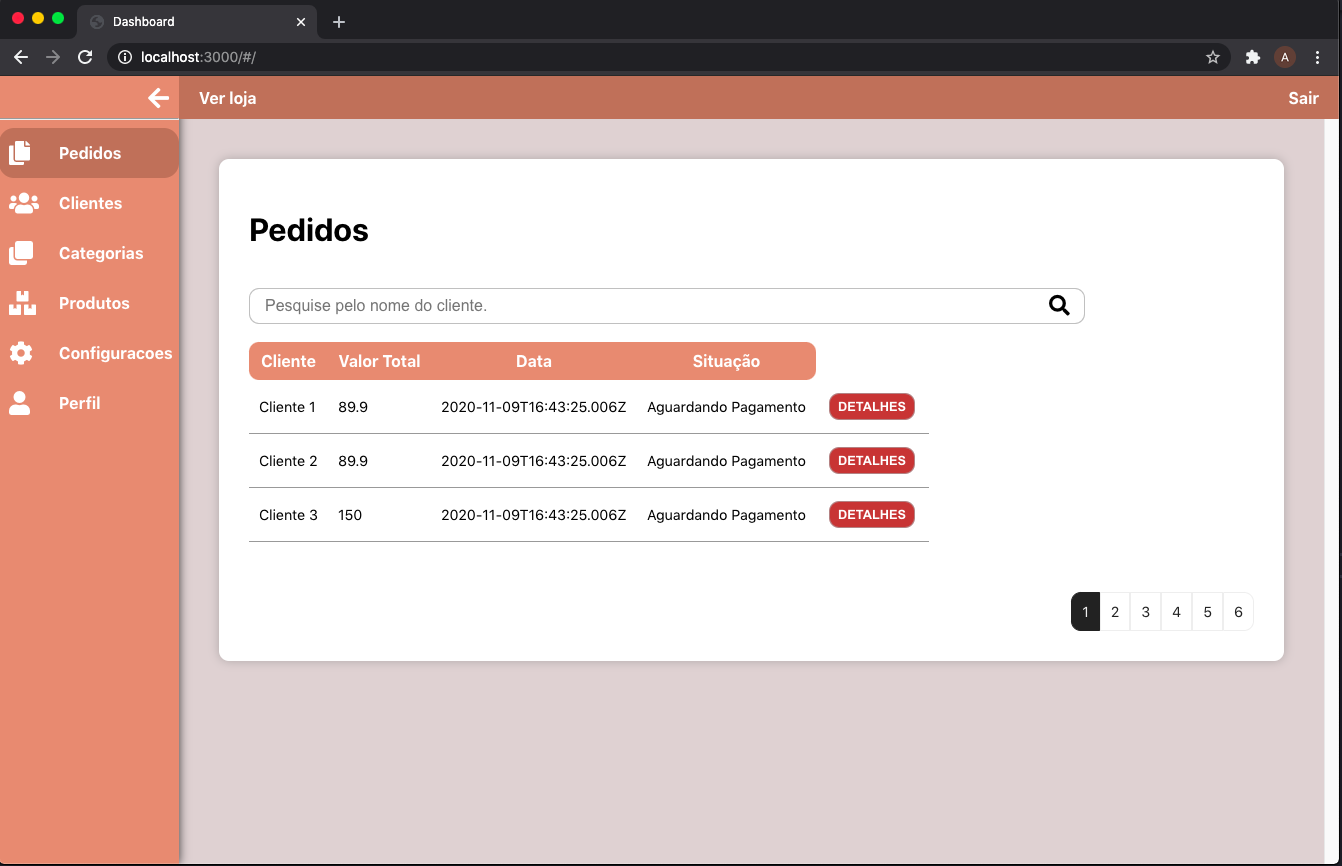 Dashboard
localhost:3000/#/
A
Ver loja
Sair
Pedidos
Clientes
Categorias
Produtos
Configuracoes
Perfil
Pedidos
Pesquise pelo nome do cliente.
Cliente Valor Total Data Situação
Cliente 1 89.9 2020-11-09T16:43:25.006Z Aguardando Pagamento DETALHES
Cliente 2 89.9 2020-11-09T16:43:25.006Z Aguardando Pagamento DETALHES
Cliente 3 150 2020-11-09T16:43:25.006Z Aguardando Pagamento DETALHES
1 2 3 4 5 6